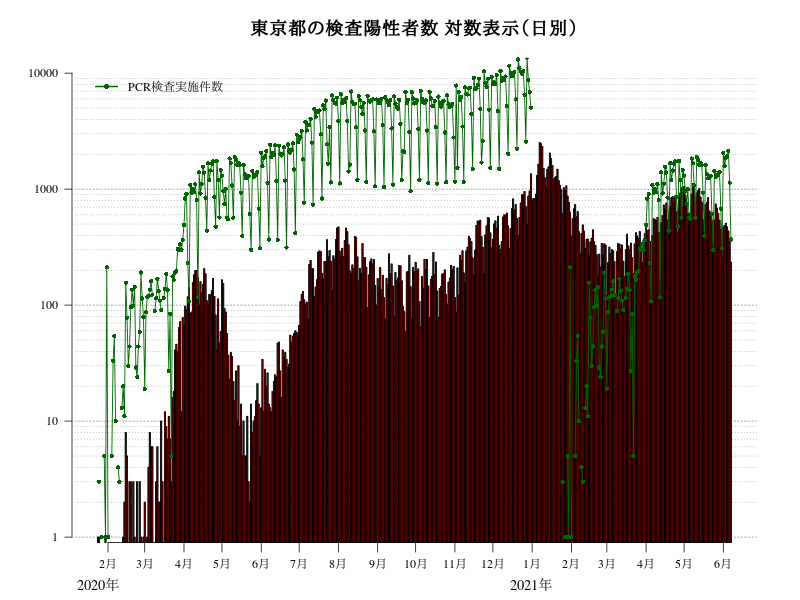 東京都の検査陽性者数 対数表示(日別)
10000
PCR検査実施件数
1000
100
10
1
2月 3月 4月 5月 6月 7月 8月 9月 10月 11月 12月 1月 2月 3月 4月 5月 6月
2020年 2021年